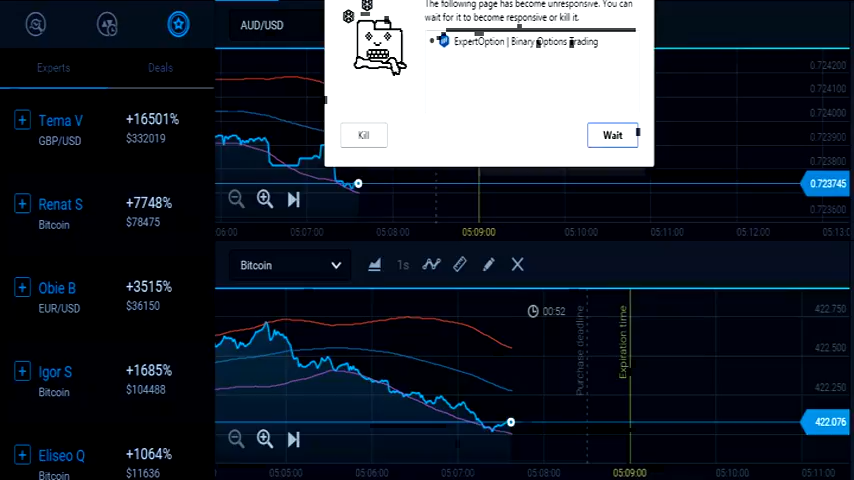 Experts
Deals
Tema V
+16501%
GBP/USD
$332019
Renat S
+7748%
Bitcoin
$78475
Obie B
+3515%
EUR/USD
$36150
Igor S
+1685%
Bitcoin
$104488
Eliseo Q
+1064%
Bitcoin
$11636
AUD/USD
The following page has become unresponsive. You can
wait for it to become responsive or kill it.
ExpertOption | Binary Options Trading
Kill
Wait
0.724200
0.724100
0.723900
0.723800
0.723745
0.723600
06:00
05:07:00
05:08:00
05:09:00
05:10:00
05:11:00
05:12:00
05:13:0
Bitcoin
1s
00:52
Purchase deadline
Expiration time
422.750
422.500
422.250
422.076
05:05:00
05:06:00
05:07:00
05:08:00
05:09:00
05:10:00
05:11:00